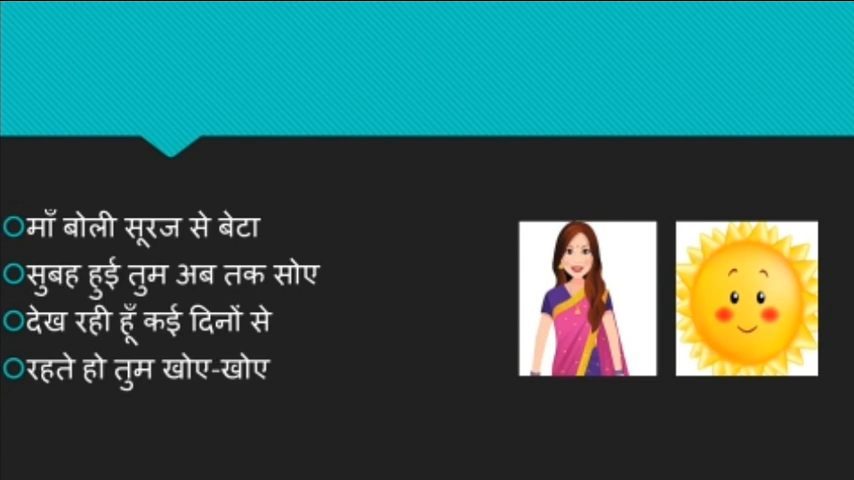 माँ बोली सूरज से बेटा
सुबह हुई तुम अब तक सोए
देख रही हूँ कई दिनों से
रहते हो तुम खोए-खोए